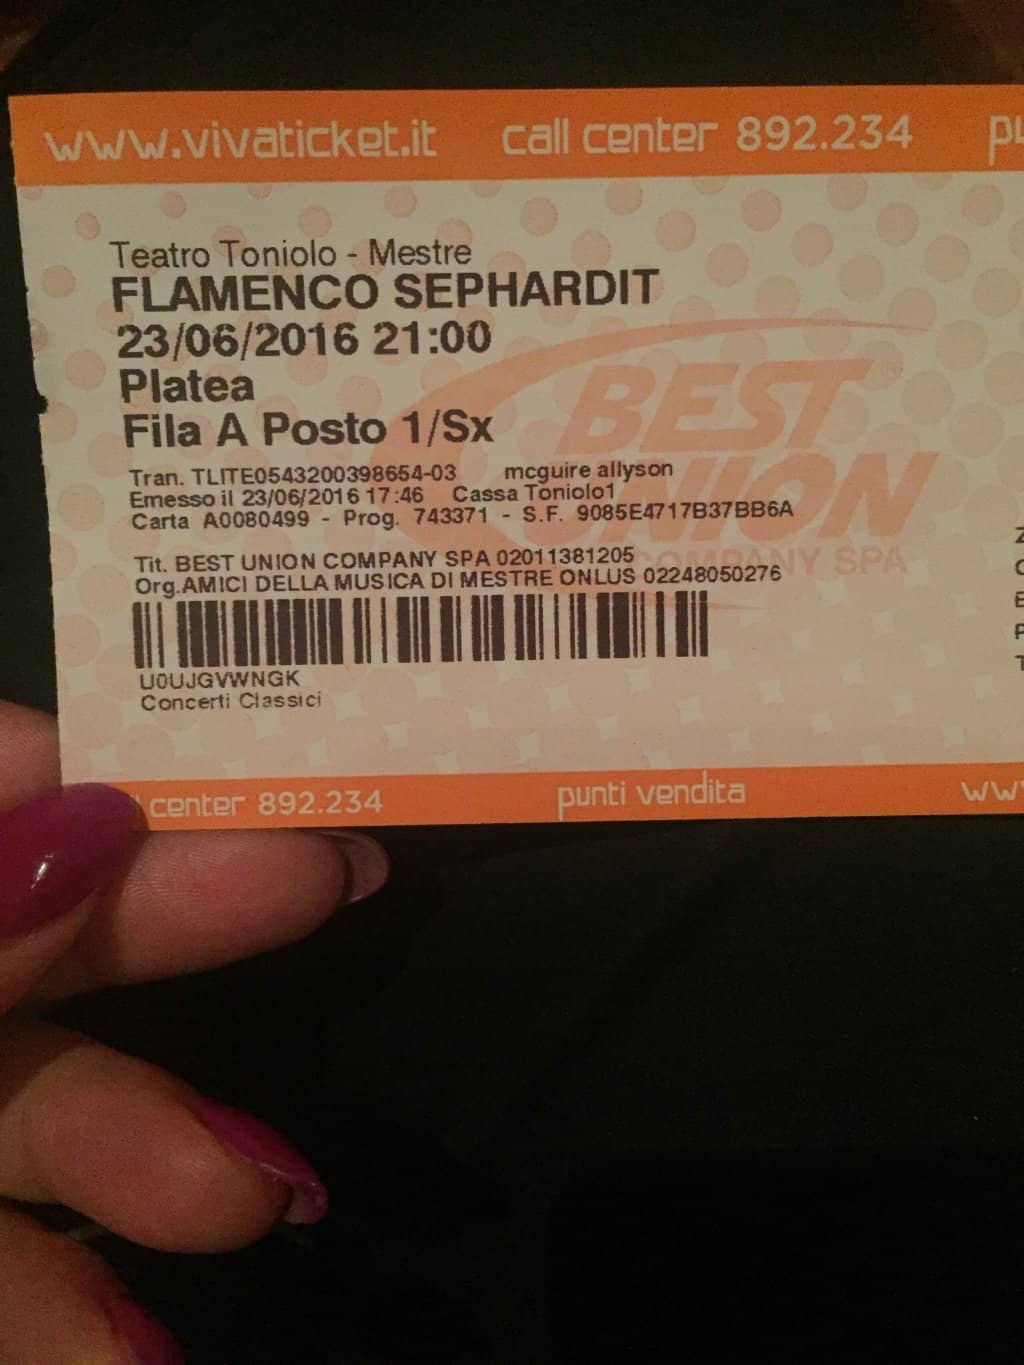 www.vivaticket.it call center 892.234
Teatro Toniolo - Mestre
FLAMENCO SEPHARDIT
23/06/2016 21:00
Platea
Fila A Posto 1/Sx
Tran. TLITE0543200398654-03 mcguire allyson
Emesso il 23/06/2016 17:46 Cassa Toniolo1
Carta A0080499 - Prog. 743371 - S.F. 9085E4717B37BB6A
Tit. BEST UNION COMPANY SPA 02011381205
Org.AMICI DELLA MUSICA DI MESTRE ONLUS 02248050276
U0UJGVWNGK
Concerti Classici
BEST
UNION
COMPANY SPA
center 892.234 punti vendita